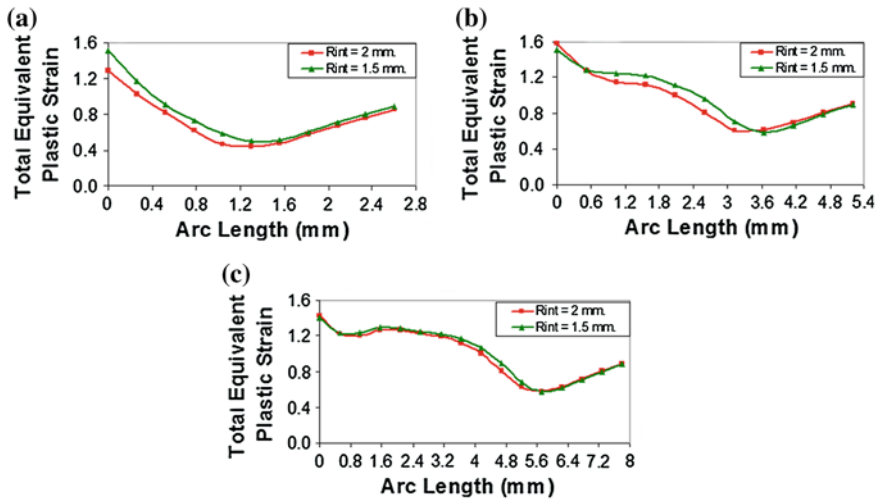 (a)
Total Equivalent
Plastic Strain
1.6
1.2
0.8
0.4
0.0
Rint = 2 mm.
Rint = 1.5 mm.
0 0.4 0.8 1.2 1.6 2 2.4 2.8
Arc Length (mm)
(b)
Total Equivalent
Plastic Strain
1.6
1.2
0.8
0.4
0.0
Rint = 2 mm.
Rint = 1.5 mm.
0 0.6 1.2 1.8 2.4 3 3.6 4.2 4.8 5.4
Arc Length (mm)
(c)
Total Equivalent
Plastic Strain
1.6
1.2
0.8
0.4
0.0
Rint = 2 mm.
Rint = 1.5 mm.
0 0.8 1.6 2.4 3.2 4 4.8 5.6 6.4 7.2 8
Arc Length (mm)